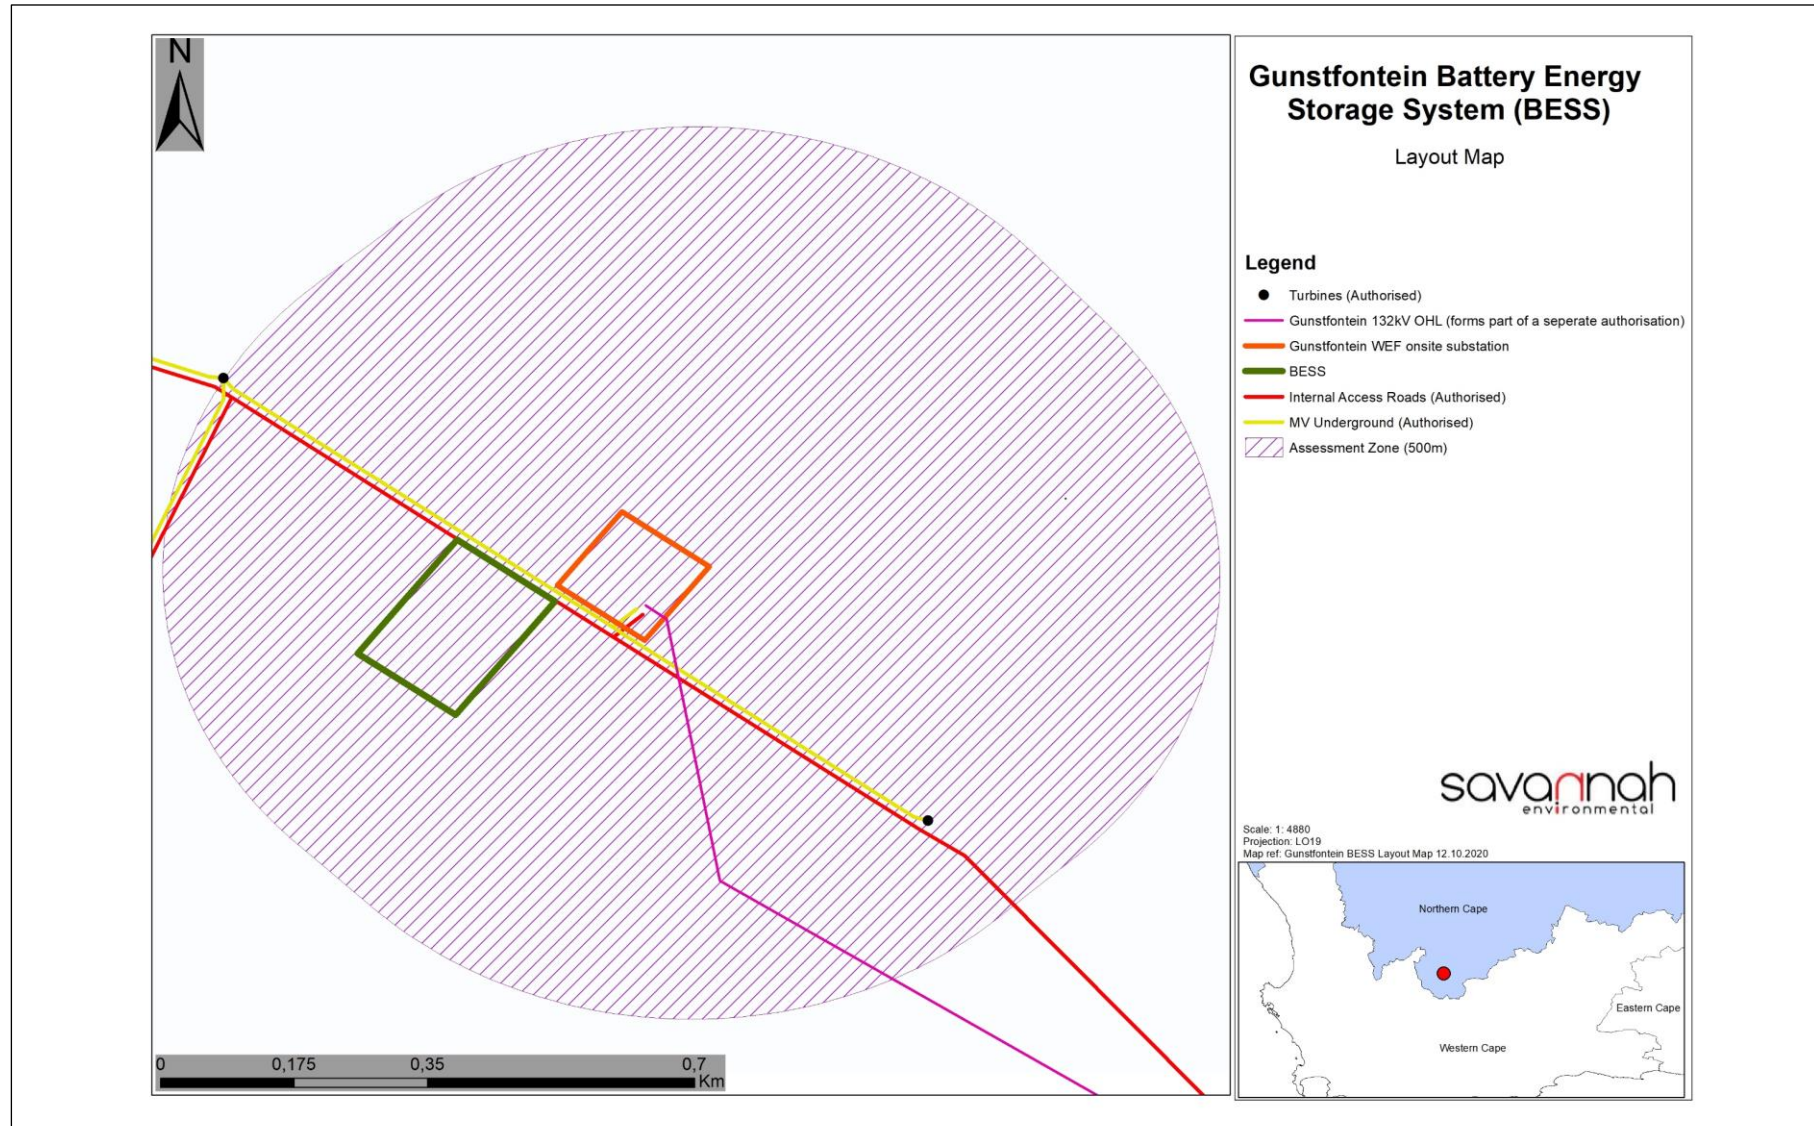 N
Gunstfontein Battery Energy
Storage System (BESS)
Layout Map
Legend
Turbines (Authorised)
Gunstfontein 132kV OHL (forms part of a seperate authorisation)
Gunstfontein WEF onsite substation
BESS
Internal Access Roads (Authorised)
MV Underground (Authorised)
Assessment Zone (500m)
savannah
environmental
Scale: 1: 4880
Projection: LO19
Map ref: Gunstfontein BESS Layout Map 12.10.2020
Northern Cape
Eastern Cape
Western Cape
0 0,175 0,35 0,7
Km